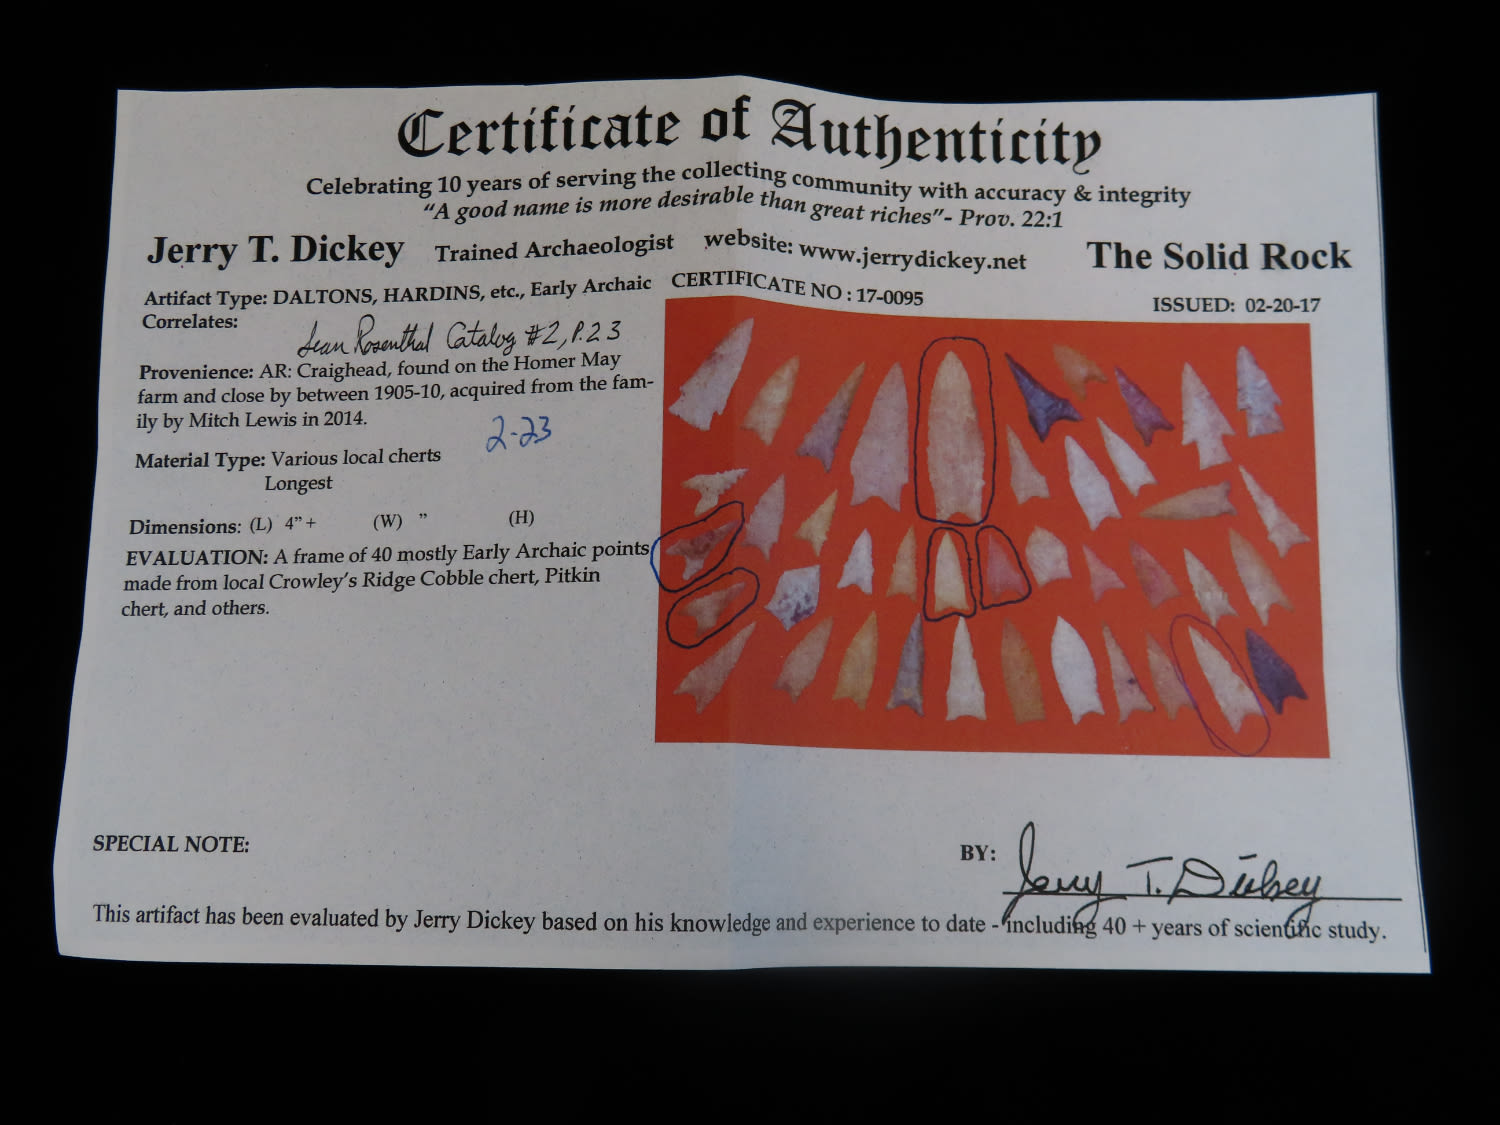 Certificate of Authenticity
Celebrating 10 years of serving the collecting community with accuracy & integrity
“A good name is more desirable than great riches”- Prov. 22:1
Jerry T. Dickey Trained Archaeologist website: www.jerrydickey.net The Solid Rock
Artifact Type: DALTONS, HARDINS, etc., Early Archaic
CERTIFICATE NO : 17-0095
ISSUED: 02-20-17
Correlates:
Sean Rosenthal Catalog #2, P. 23
Provenience: AR: Craighead, found on the Homer May
farm and close by between 1905-10, acquired from the fam-
ily by Mitch Lewis in 2014.
2-23
Material Type: Various local cherts
Longest
Dimensions: (L) 4” + (W) ” (H)
EVALUATION: A frame of 40 mostly Early Archaic points
made from local Crowley’s Ridge Cobble chert, Pitkin
chert, and others.
SPECIAL NOTE:
BY: Jerry T. Dickey
This artifact has been evaluated by Jerry Dickey based on his knowledge and experience to date - including 40 + years of scientific study.